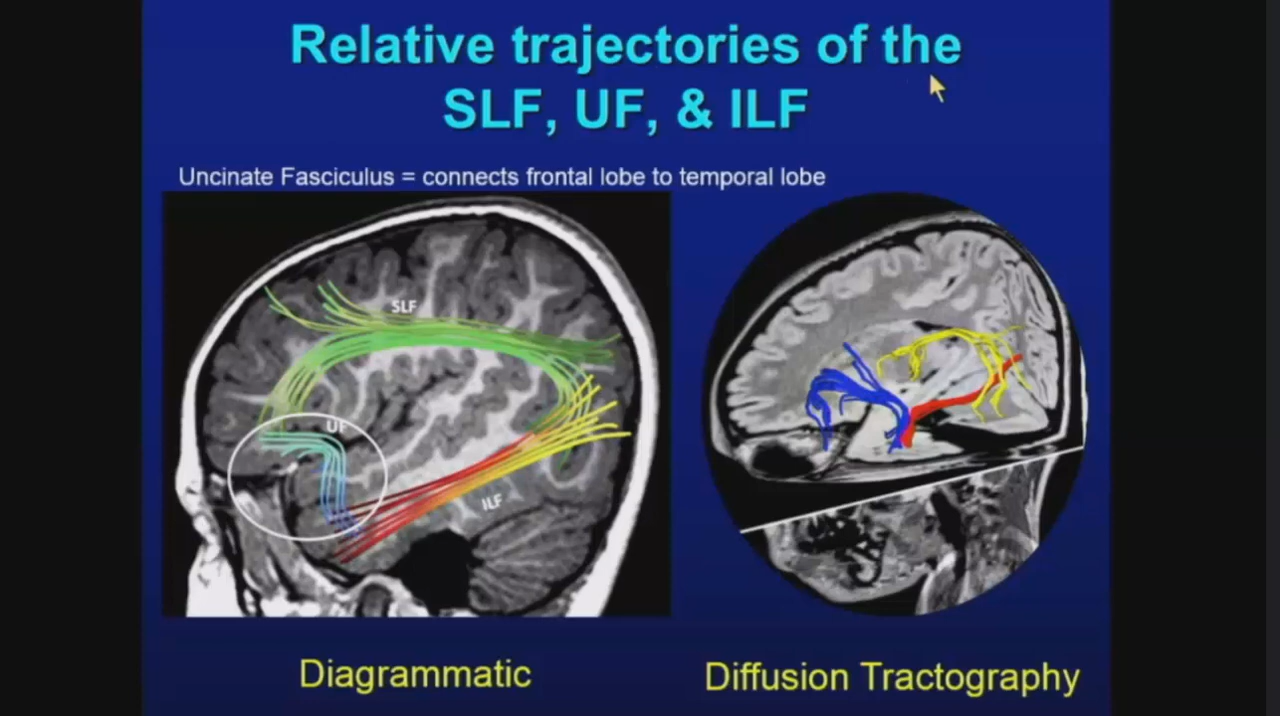 Relative trajectories of the
SLF, UF, & ILF
Uncinate Fasciculus = connects frontal lobe to temporal lobe
SLF
UF
ILF
Diagrammatic
Diffusion Tractography